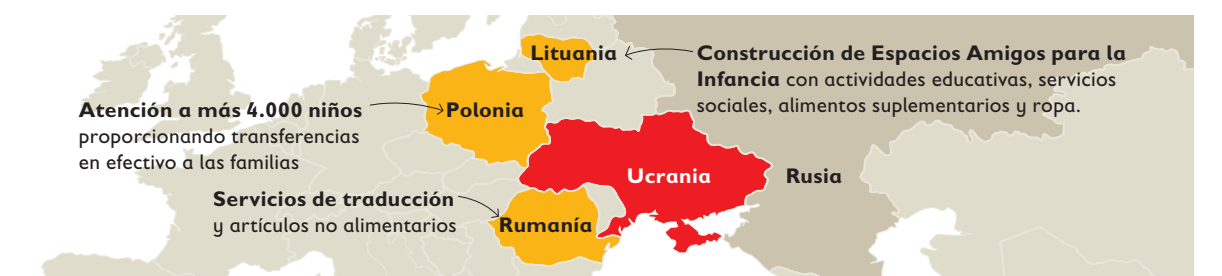 Lituania
Construcción de Espacios Amigos para la
Infancia con actividades educativas, servicios
sociales, alimentos suplementarios y ropa.
Atención a más 4.000 niños
proporcionando transferencias
en efectivo a las familias
Polonia
Ucrania
Rusia
Servicios de traducción
y artículos no alimentarios
Rumanía